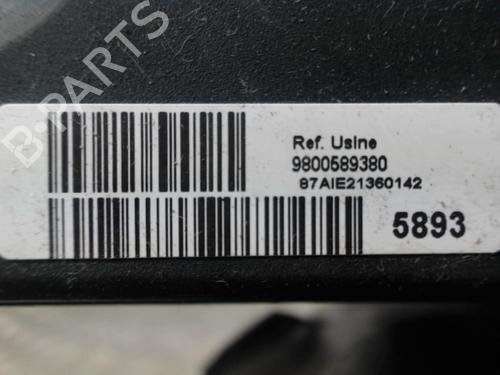 B-PARTS
Ref. Usine
9800589380
87AIE21360142
5893